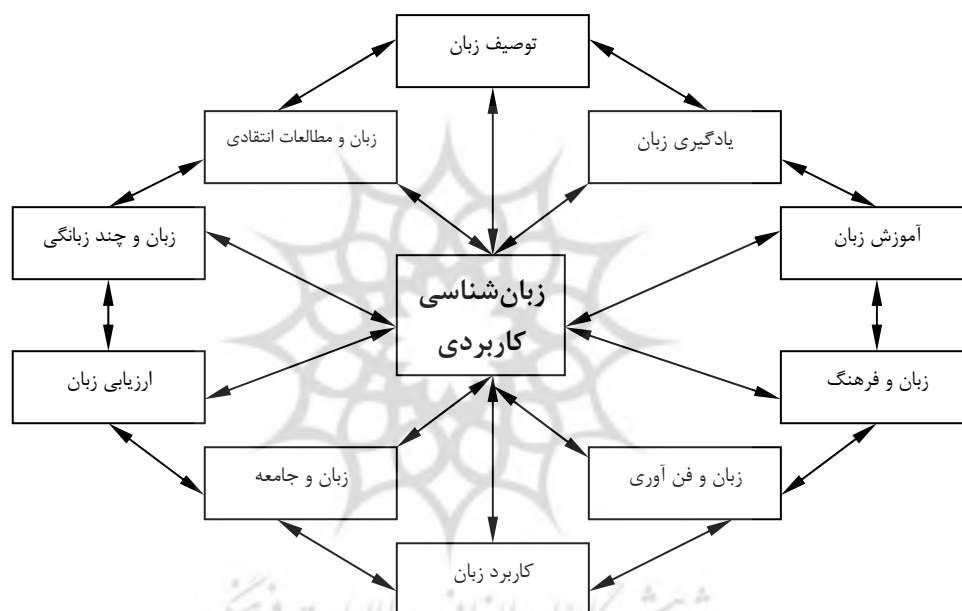 توصیف زبان
زبان و مطالعات انتقادی
یادگیری زبان
زبان و چند زبانگی
آموزش زبان
زبان‌شناسی
کاربردی
ارزیابی زبان
زبان و فرهنگ
زبان و جامعه
زبان و فن آوری
کاربرد زبان